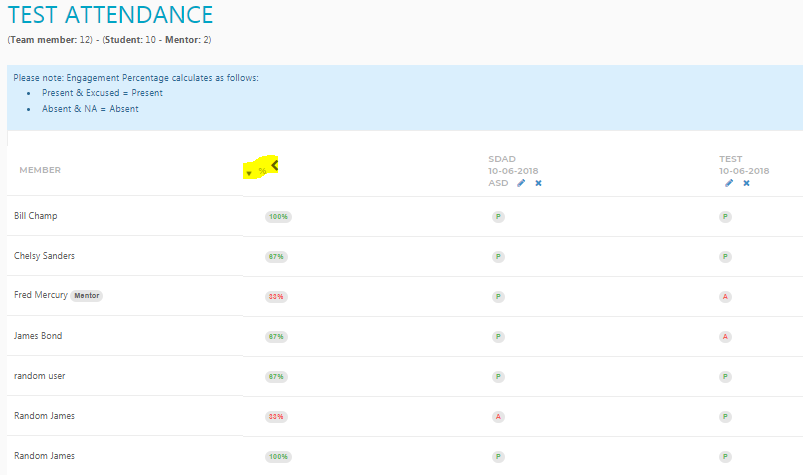 TEST ATTENDANCE
(Team member: 12) - (Student: 10 - Mentor: 2)
Please note: Engagement Percentage calculates as follows:
• Present & Excused = Present
• Absent & NA = Absent
MEMBER % SDAD 10-06-2018 ASD TEST 10-06-2018
Bill Champ 100% P P
Chelsy Sanders 67% P P
Fred Mercury Mentor 33% P A
James Bond 67% P A
random user 67% P P
Random James 33% A P
Random James 100% P P